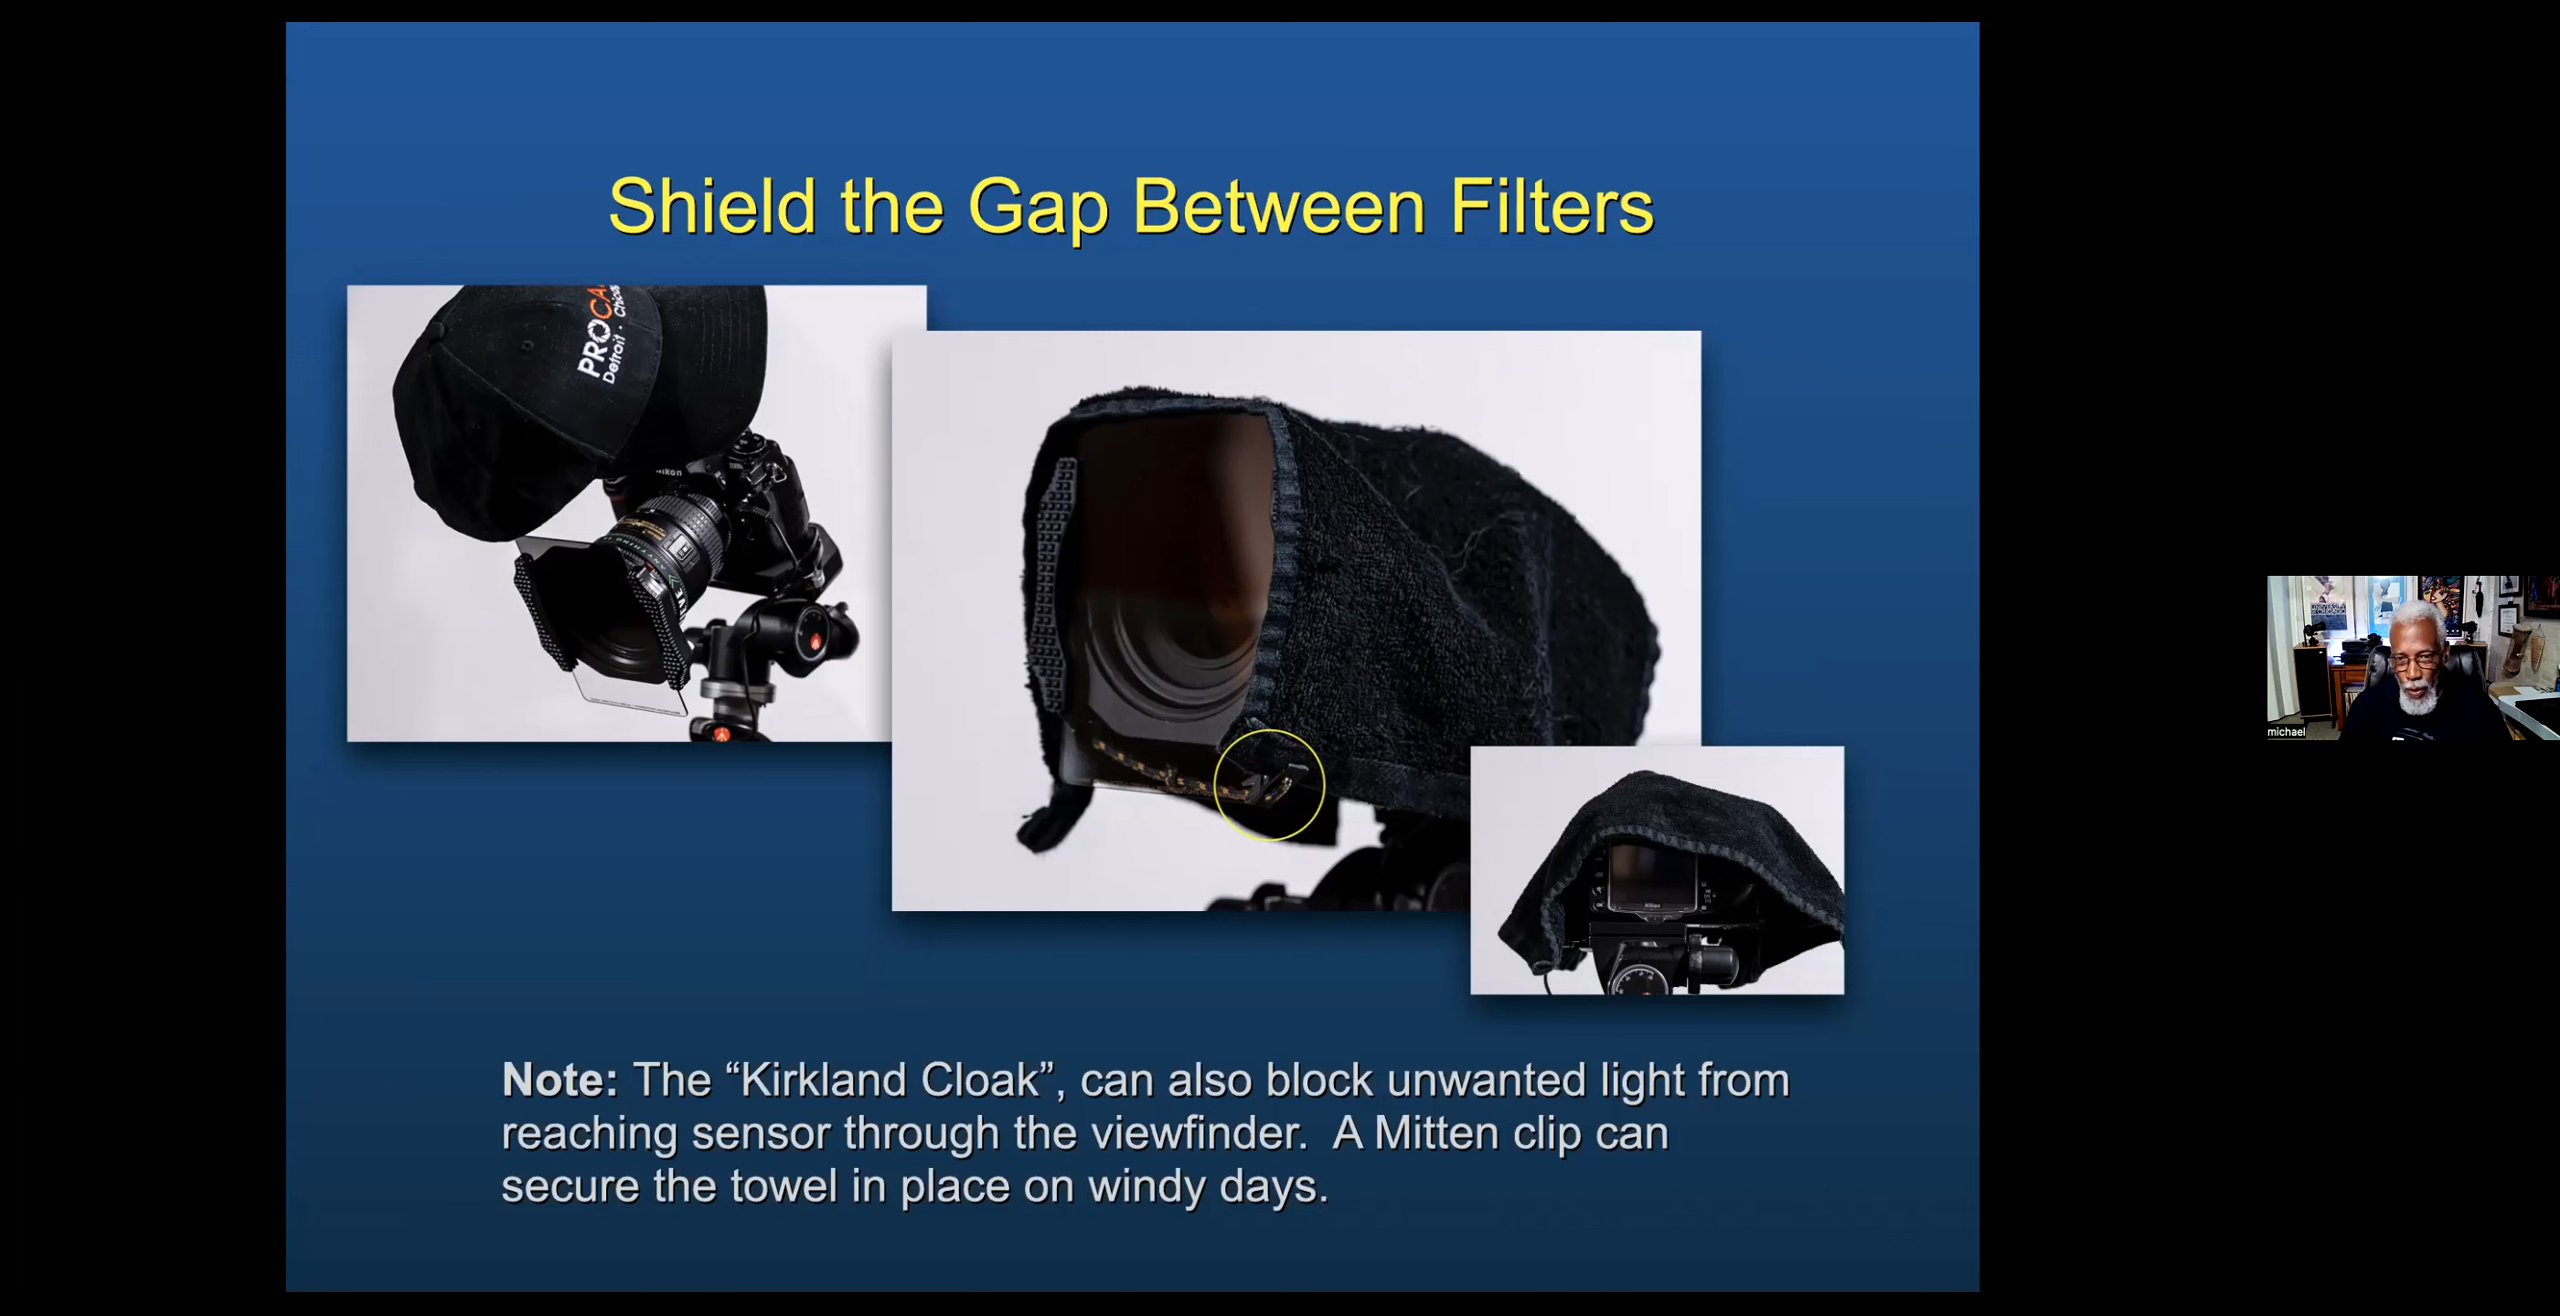 Shield the Gap Between Filters
PROCA
Detroit · Chica
Nikon
Note: The “Kirkland Cloak”, can also block unwanted light from
reaching sensor through the viewfinder. A Mitten clip can
secure the towel in place on windy days.
michael